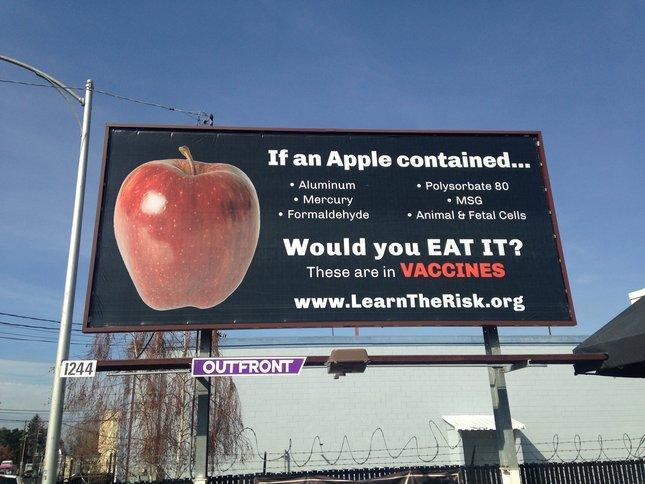 If an Apple contained...
• Aluminum
• Mercury
• Formaldehyde
• Polysorbate 80
• MSG
• Animal & Fetal Cells
Would you EAT IT?
These are in VACCINES
www.LearnTheRisk.org
1244
OUTFRONT